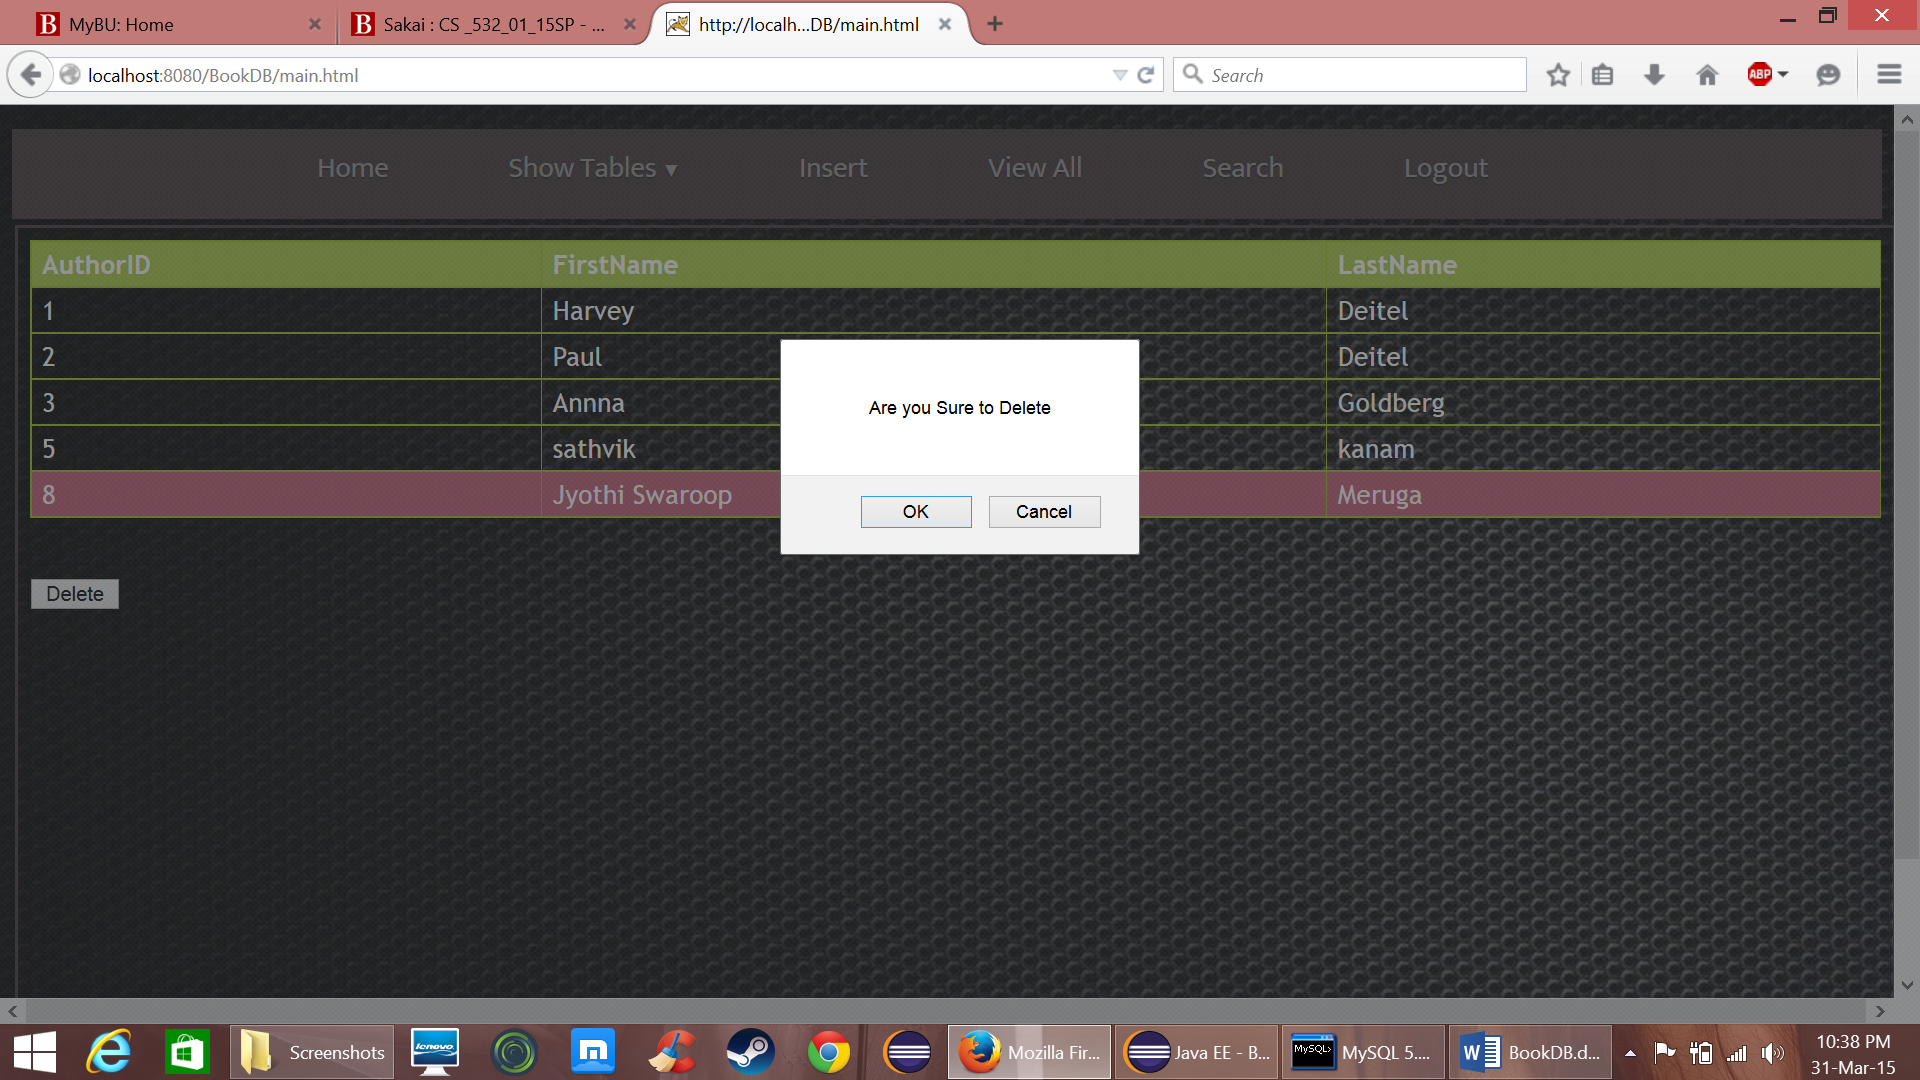 MyBU: Home
Sakai : CS _532_01_15SP - ...
http://localh...DB/main.html
localhost:8080/BookDB/main.html
Search
ABP
Home
Show Tables ▾
Insert
View All
Search
Logout
AuthorID FirstName LastName
1 Harvey Deitel
2 Paul Deitel
3 Annna Goldberg
5 sathvik kanam
8 Jyothi Swaroop Meruga
Are you Sure to Delete
OK
Cancel
Delete
Screenshots
lenovo
Mozilla Fir...
Java EE - B...
MySQL>
MySQL 5....
BookDB.d...
10:38 PM
31-Mar-15